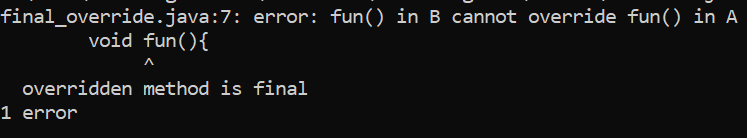 final_override.java:7: error: fun() in B cannot override fun() in A
void fun(){
^
overridden method is final
1 error